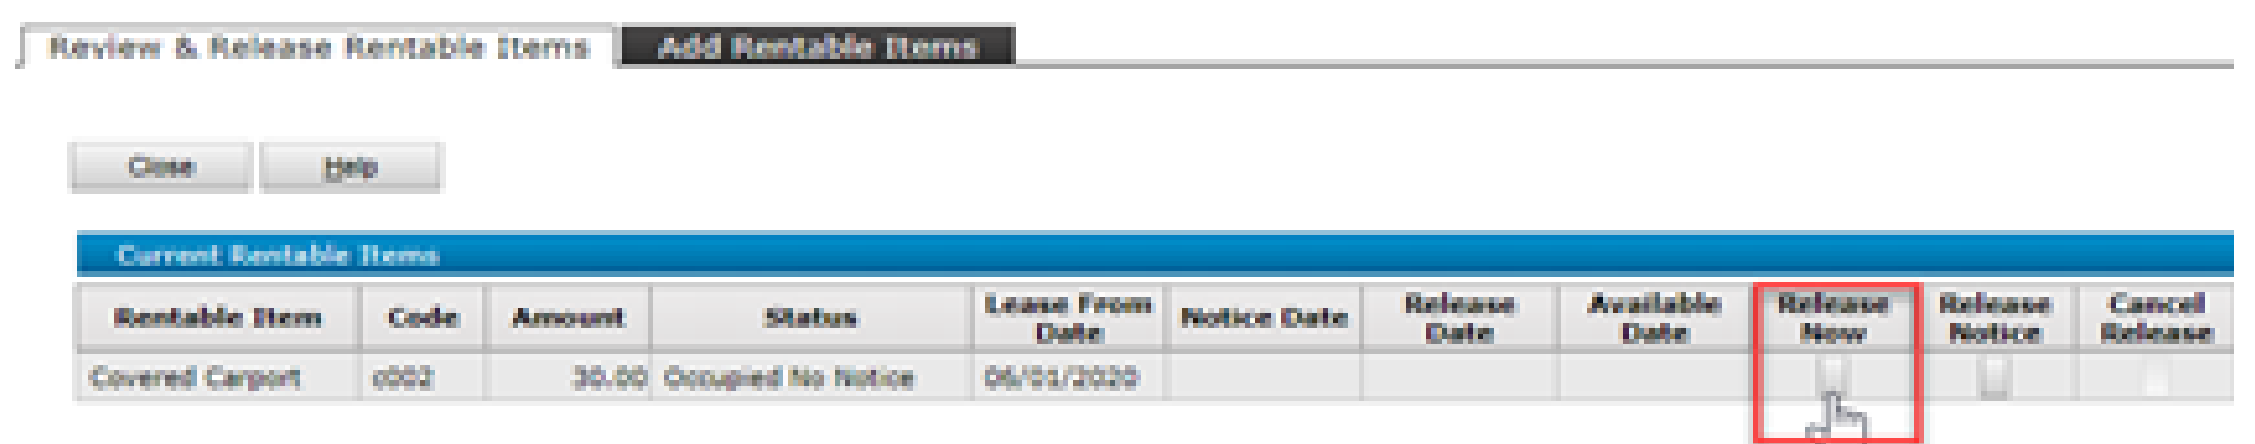 Review & Release Rentable Items Add Rentable Items
Close Help
Current Rentable Items
Rentable Item Code Amount Status Lease From Date Notice Date Release Date Available Date Release Now Release Notice Cancel Release
Covered Carport c002 30.00 Occupied No Notice 06/01/2020